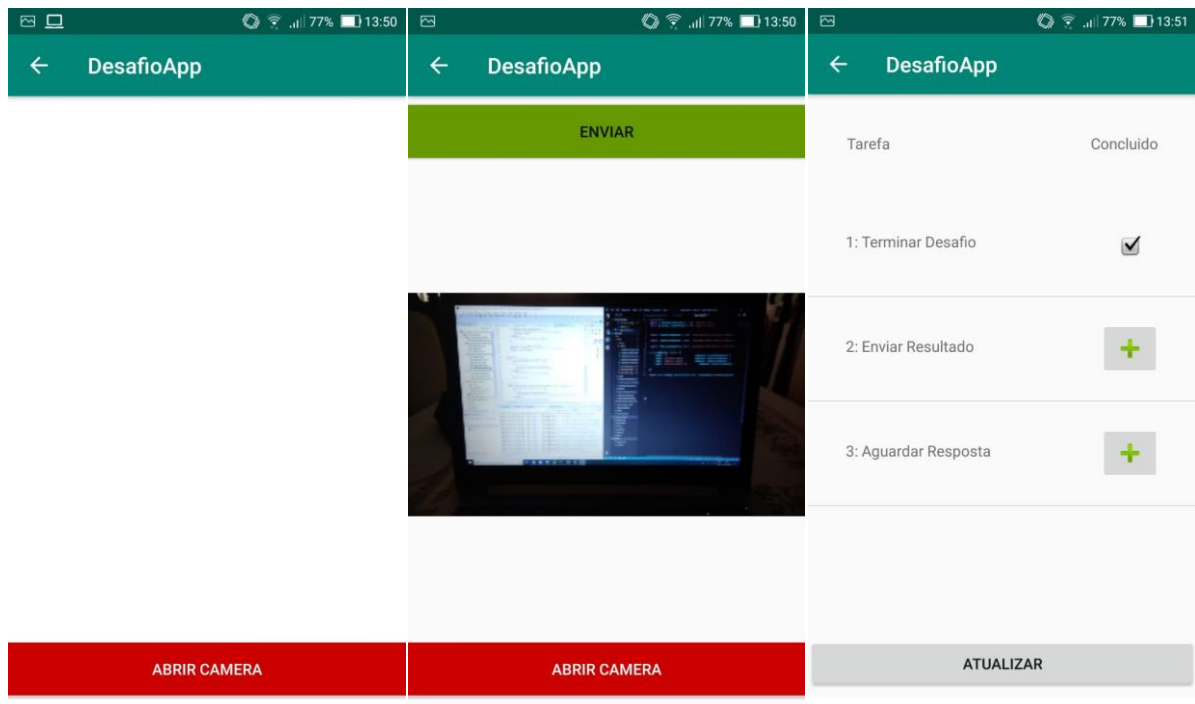 77% 13:50
DesafioApp
ABRIR CAMERA
77% 13:50
DesafioApp
ENVIAR
ABRIR CAMERA
77% 13:51
DesafioApp
Tarefa Concluido
1: Terminar Desafio
2: Enviar Resultado
3: Aguardar Resposta
ATUALIZAR